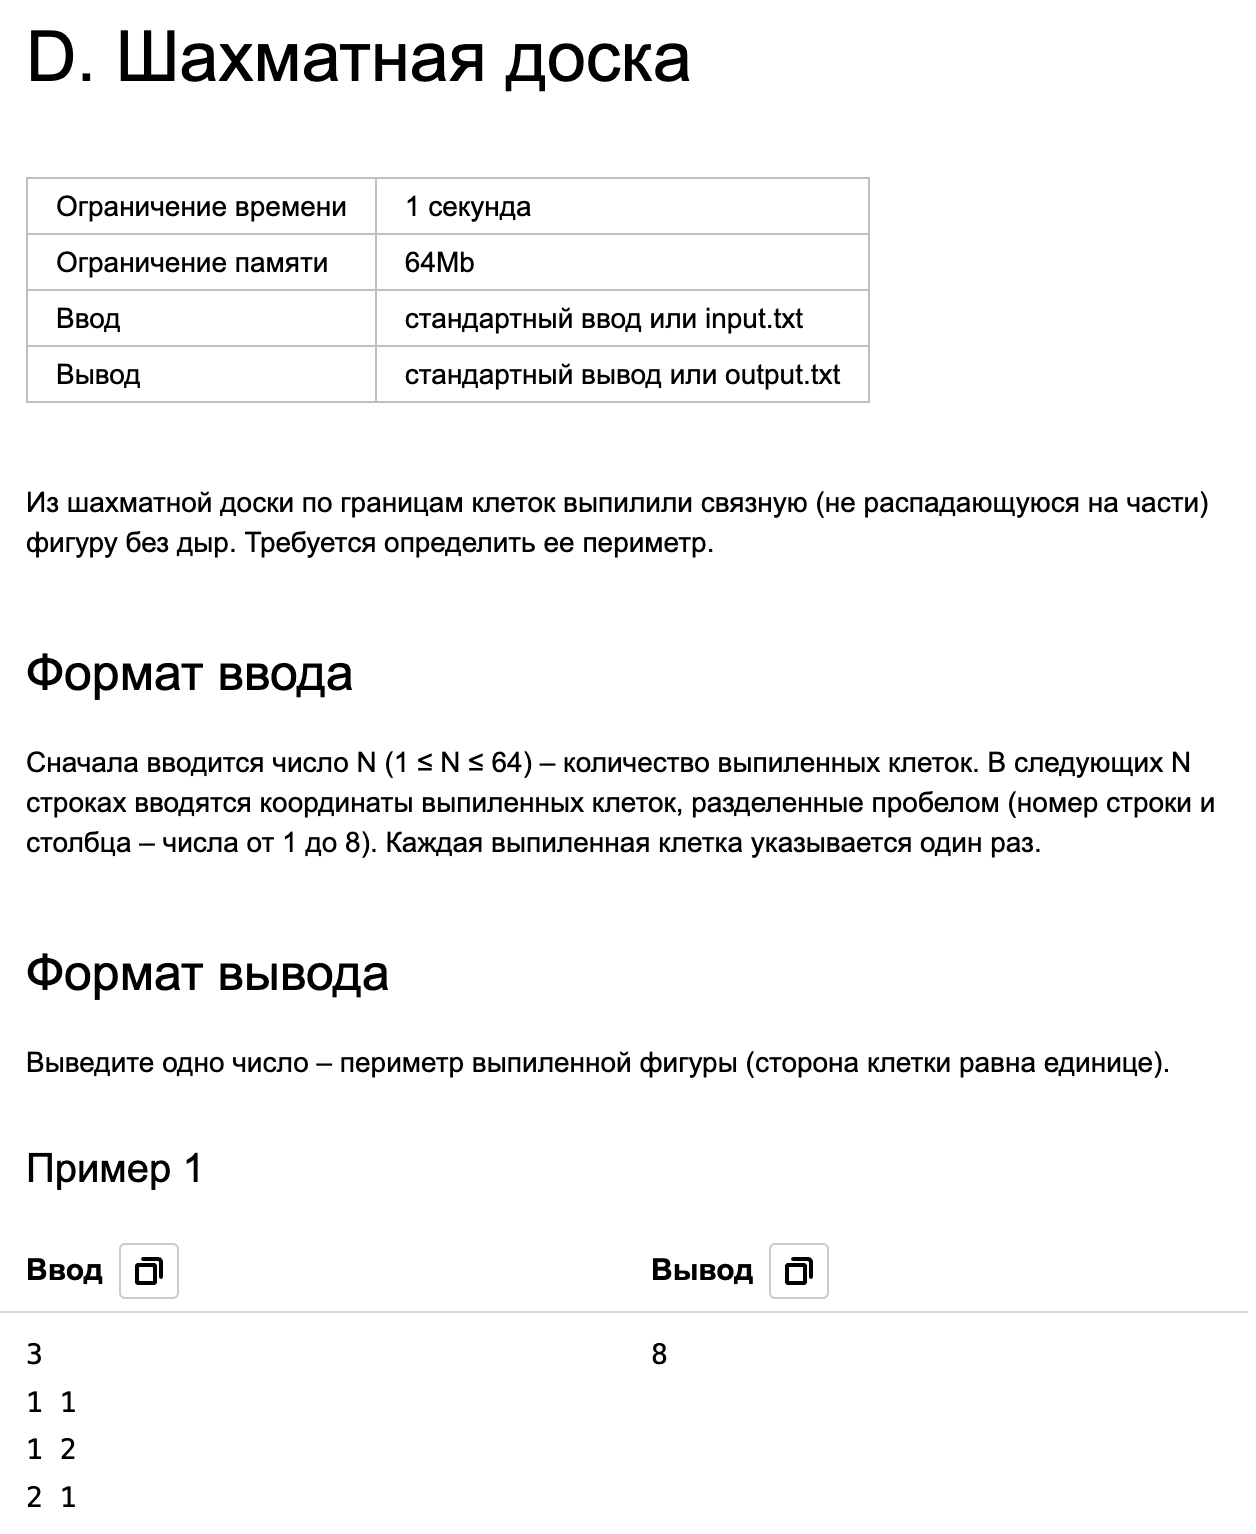 D. Шахматная доска
Ограничение времени 1 секунда
Ограничение памяти 64Mb
Ввод стандартный ввод или input.txt
Вывод стандартный вывод или output.txt
Из шахматной доски по границам клеток выпилили связную (не распадающуюся на части)
фигуру без дыр. Требуется определить ее периметр.
Формат ввода
Сначала вводится число N (1 ≤ N ≤ 64) – количество выпиленных клеток. В следующих N
строках вводятся координаты выпиленных клеток, разделенные пробелом (номер строки и
столбца – числа от 1 до 8). Каждая выпиленная клетка указывается один раз.
Формат вывода
Выведите одно число – периметр выпиленной фигуры (сторона клетки равна единице).
Пример 1
Ввод Вывод
3 8
1 1
1 2
2 1